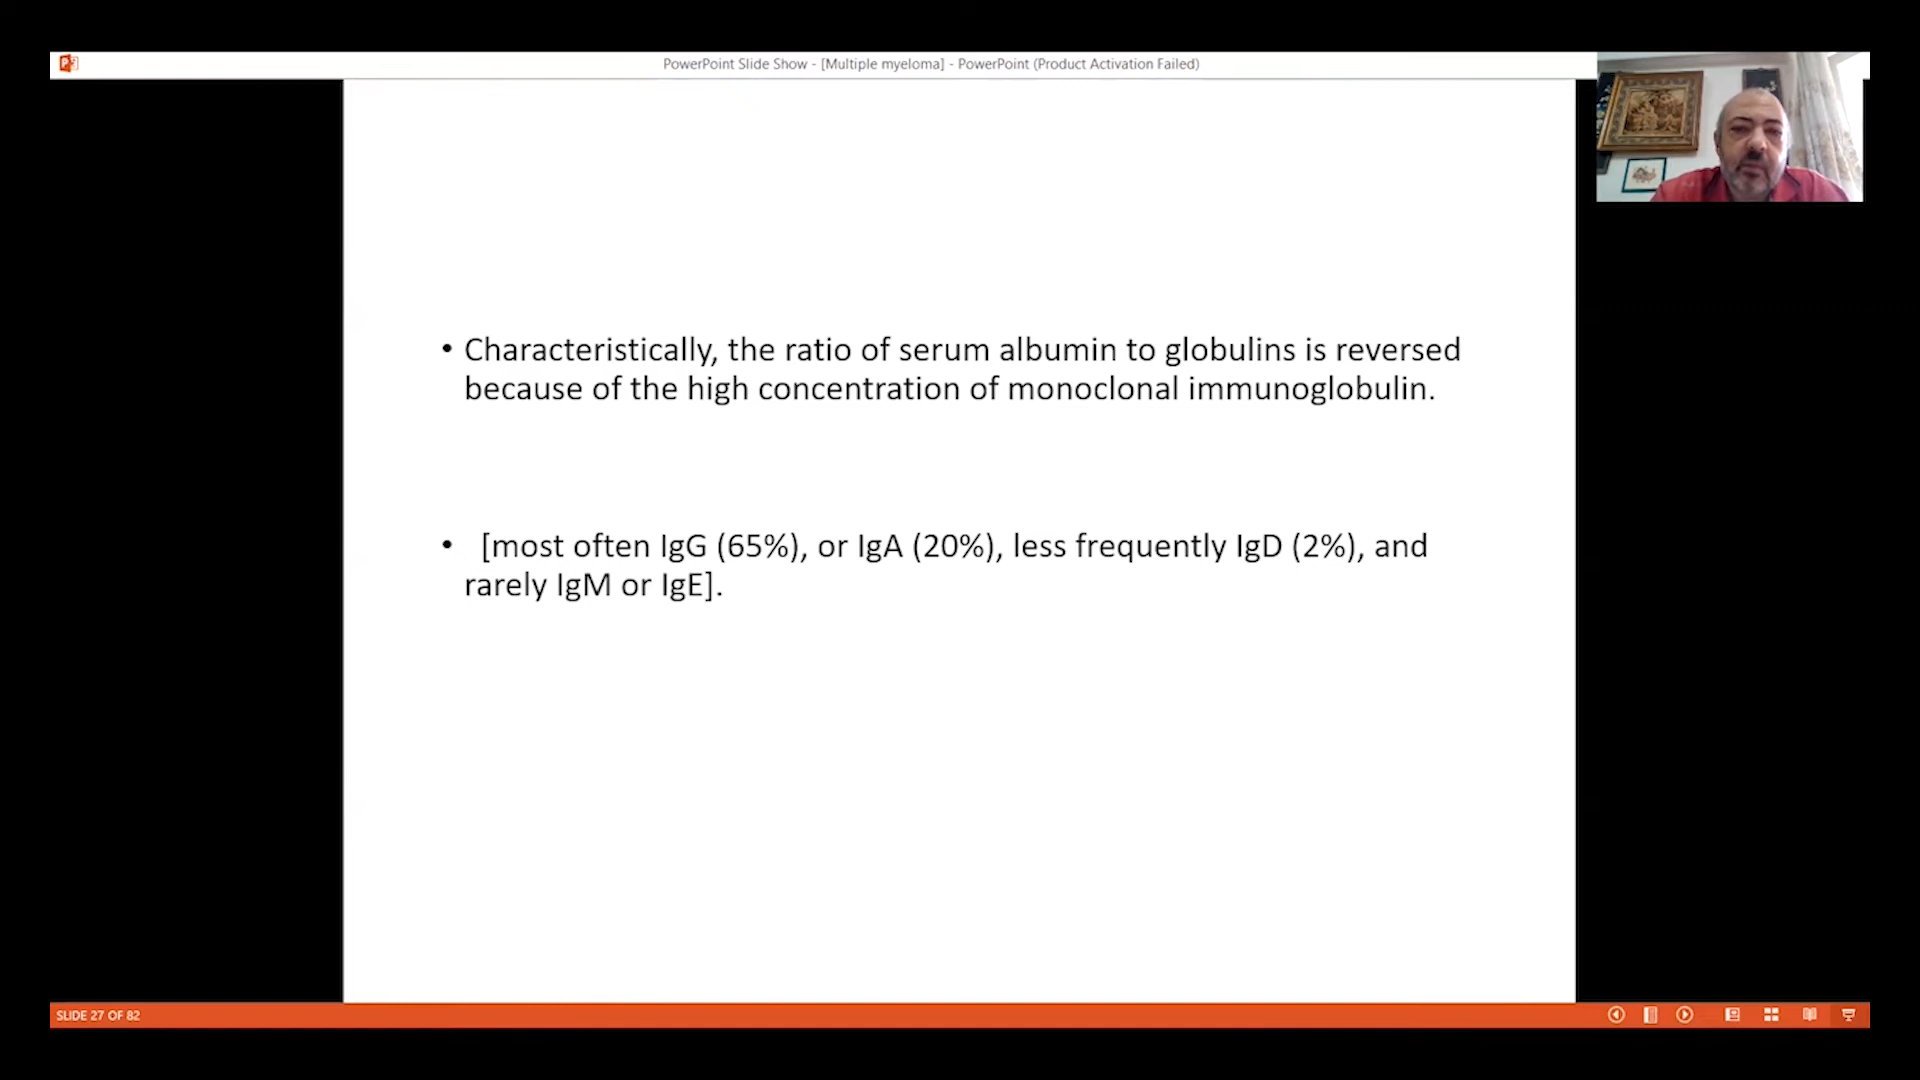 PowerPoint Slide Show - [Multiple myeloma] - PowerPoint (Product Activation Failed)
• Characteristically, the ratio of serum albumin to globulins is reversed
because of the high concentration of monoclonal immunoglobulin.
• [most often IgG (65%), or IgA (20%), less frequently IgD (2%), and
rarely IgM or IgE].
SLIDE 27 OF 82